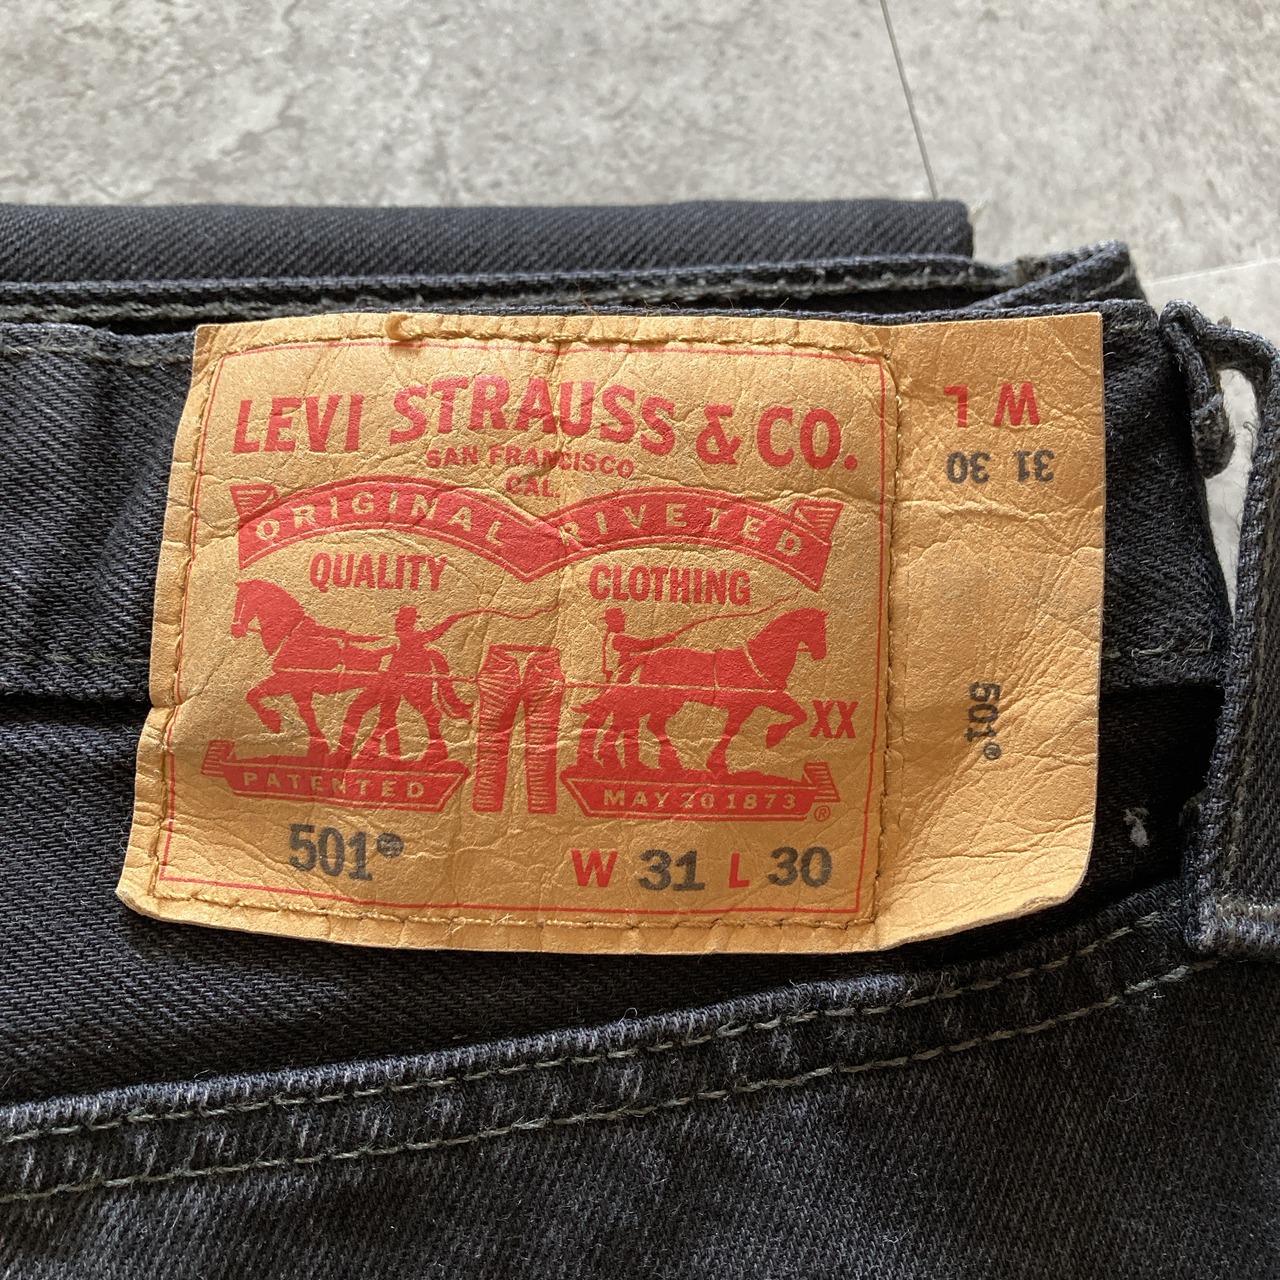 LEVI STRAUSS & CO.
SAN FRANCISCO
CAL.
ORIGINAL RIVETED
QUALITY CLOTHING
XX
PATENTED MAY 20 1873 ®
501® W 31 L 30
W L
31 30
501®